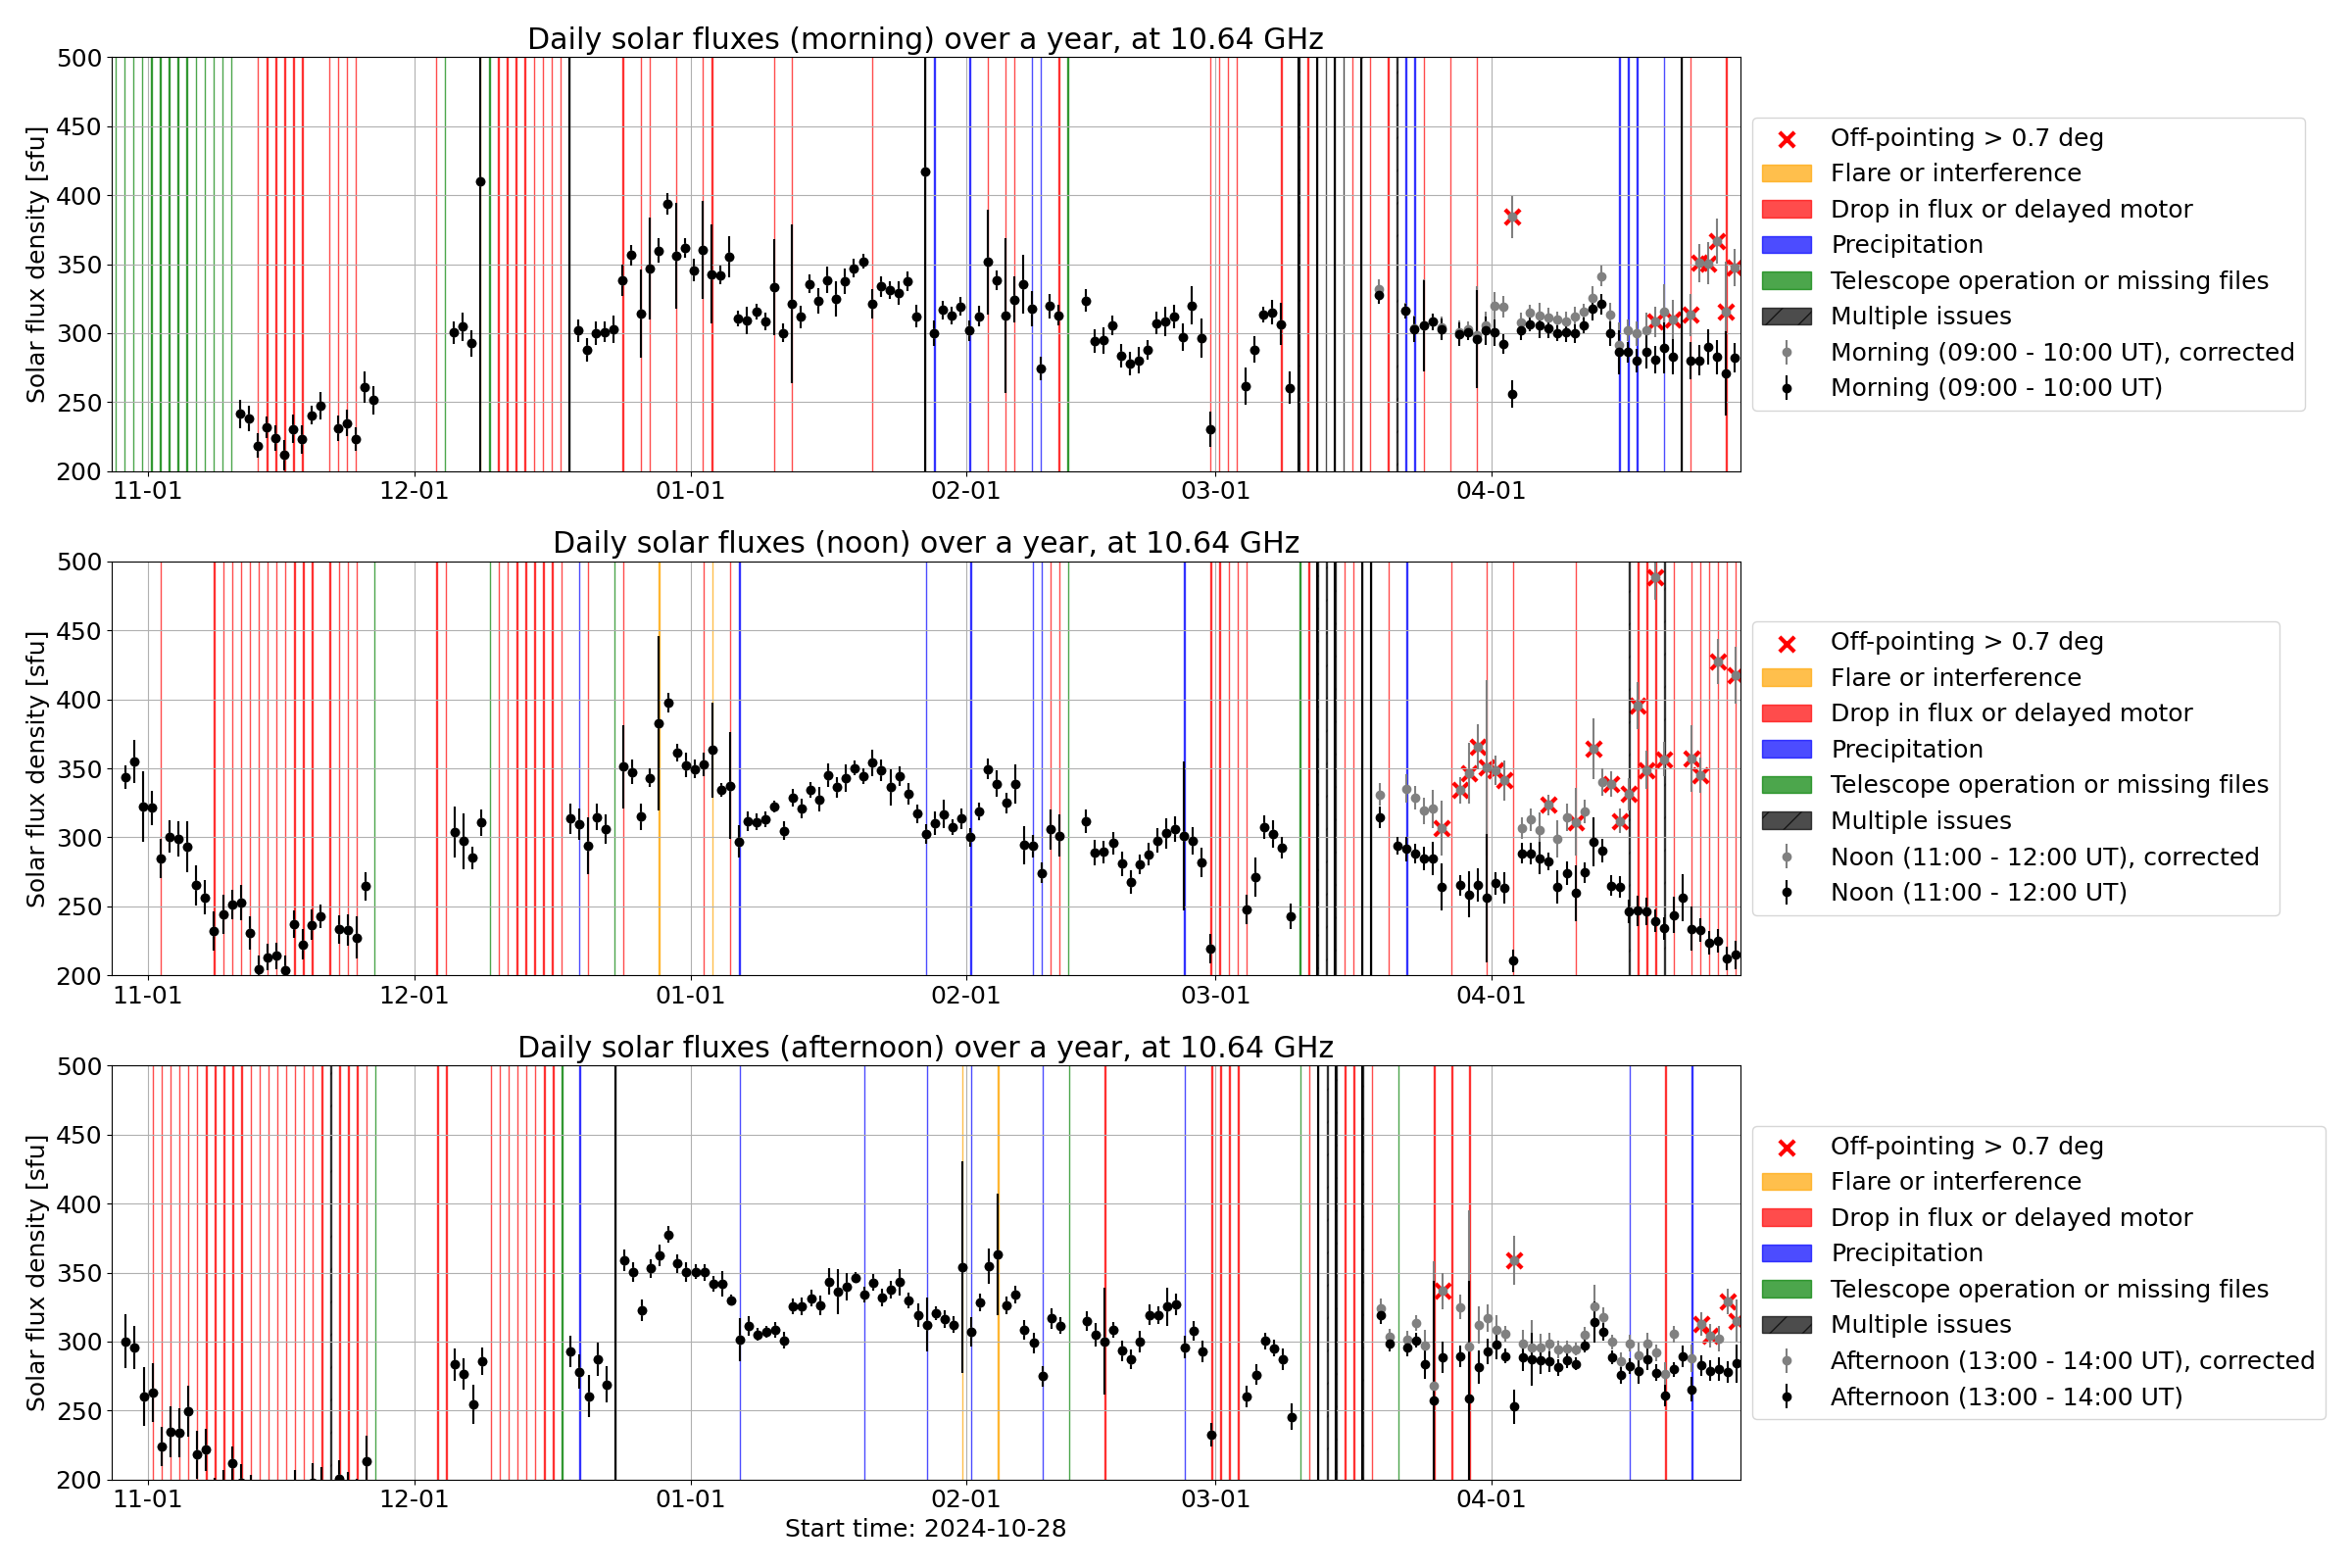 Daily solar fluxes (morning) over a year, at 10.64 GHz
Solar flux density [sfu]
500
450
400
350
300
250
200
11-01 12-01 01-01 02-01 03-01 04-01
Off-pointing > 0.7 deg
Flare or interference
Drop in flux or delayed motor
Precipitation
Telescope operation or missing files
Multiple issues
Morning (09:00 - 10:00 UT), corrected
Morning (09:00 - 10:00 UT)
Daily solar fluxes (noon) over a year, at 10.64 GHz
Solar flux density [sfu]
500
450
400
350
300
250
200
11-01 12-01 01-01 02-01 03-01 04-01
Off-pointing > 0.7 deg
Flare or interference
Drop in flux or delayed motor
Precipitation
Telescope operation or missing files
Multiple issues
Noon (11:00 - 12:00 UT), corrected
Noon (11:00 - 12:00 UT)
Daily solar fluxes (afternoon) over a year, at 10.64 GHz
Solar flux density [sfu]
500
450
400
350
300
250
200
11-01 12-01 01-01 02-01 03-01 04-01
Start time: 2024-10-28
Off-pointing > 0.7 deg
Flare or interference
Drop in flux or delayed motor
Precipitation
Telescope operation or missing files
Multiple issues
Afternoon (13:00 - 14:00 UT), corrected
Afternoon (13:00 - 14:00 UT)